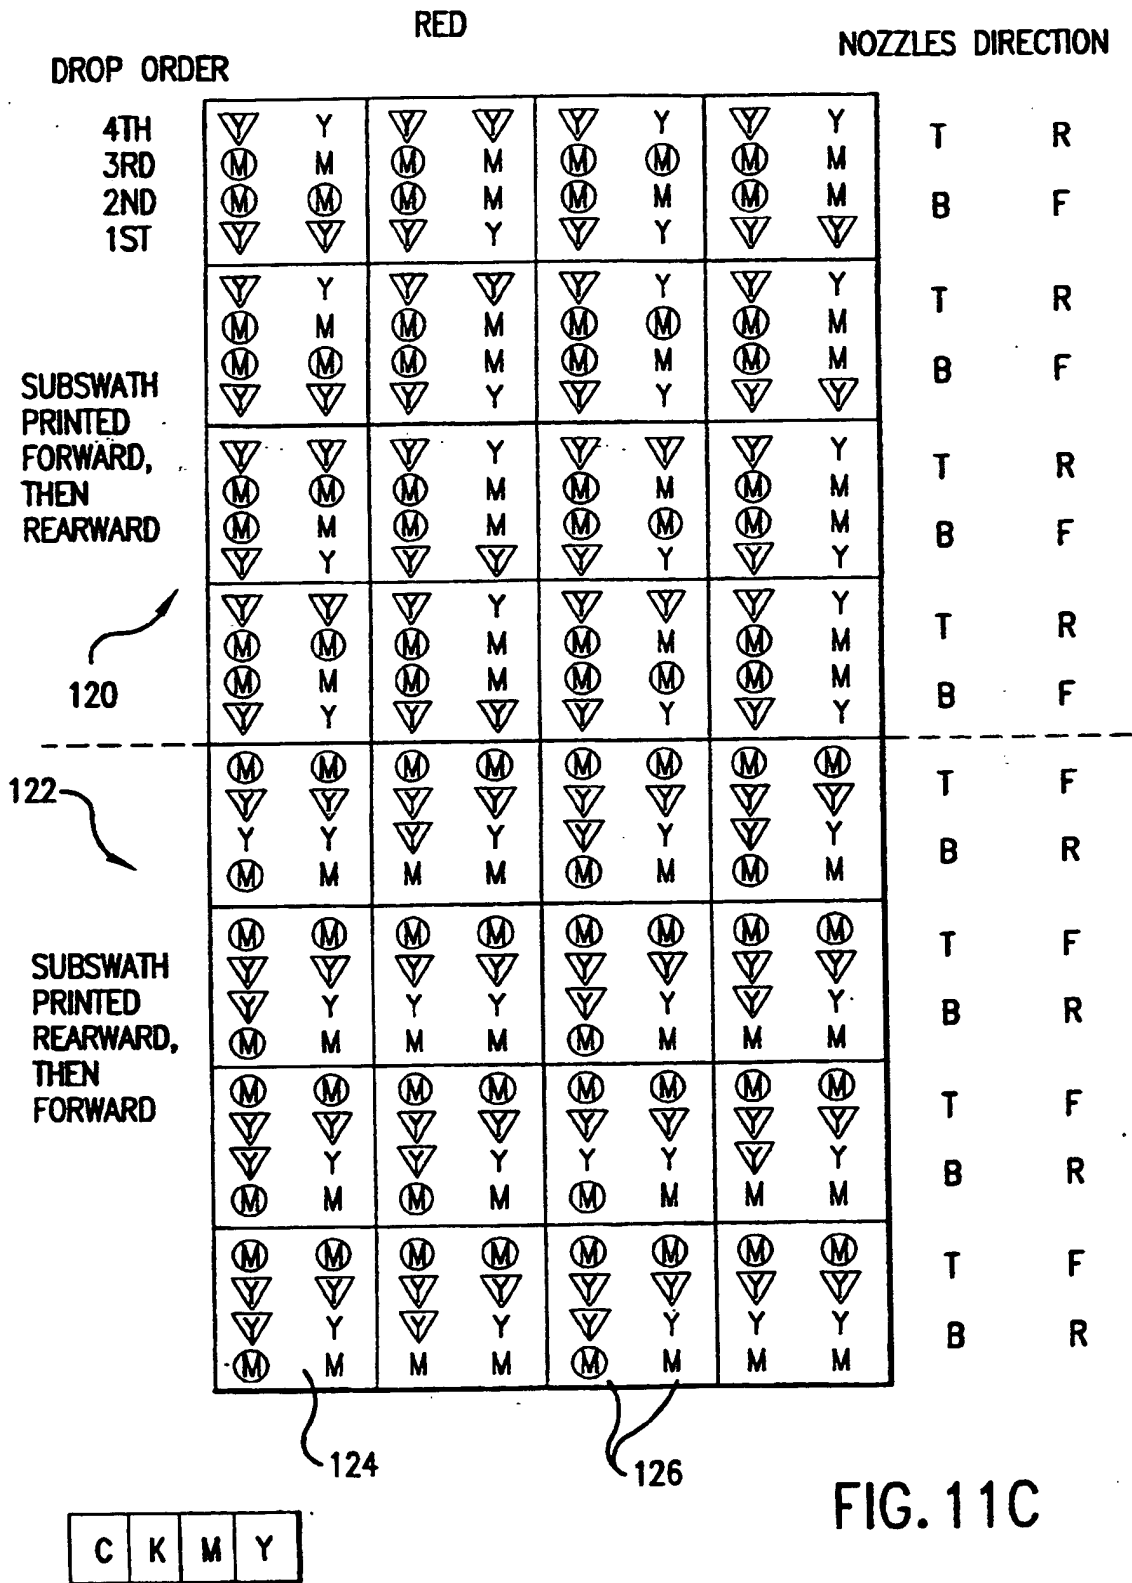 RED
DROP ORDER
NOZZLES DIRECTION
4TH Y Y Y Y Y Y Y Y T R
3RD M M M M M M M M
2ND M M M M M M M M B F
1ST Y Y Y Y Y Y Y Y
Y Y Y Y Y Y Y Y T R
M M M M M M M M
M M M M M M M M B F
Y Y Y Y Y Y Y Y
SUBSWATH
PRINTED
FORWARD,
THEN
REARWARD
Y Y Y Y Y Y Y Y T R
M M M M M M M M
M M M M M M M M B F
Y Y Y Y Y Y Y Y
Y Y Y Y Y Y Y Y T R
M M M M M M M M
M M M M M M M M B F
Y Y Y Y Y Y Y Y
120
122
M M M M M M M M T F
Y Y Y Y Y Y Y Y
Y Y Y Y Y Y Y Y B R
M M M M M M M M
M M M M M M M M T F
Y Y Y Y Y Y Y Y
Y Y Y Y Y Y Y Y B R
M M M M M M M M
SUBSWATH
PRINTED
REARWARD,
THEN
FORWARD
M M M M M M M M T F
Y Y Y Y Y Y Y Y
Y Y Y Y Y Y Y Y B R
M M M M M M M M
M M M M M M M M T F
Y Y Y Y Y Y Y Y
Y Y Y Y Y Y Y Y B R
M M M M M M M M
124
126
FIG. 11C
C K M Y